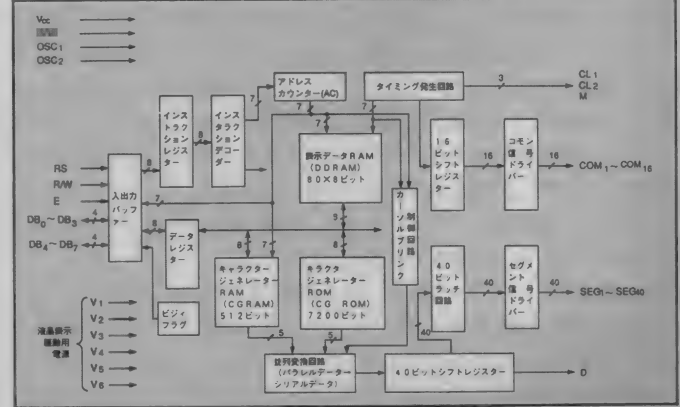 Vcc
OSC1
OSC2
アドレス
カウンター(AC)
タイミング発生回路
3
CL1
CL2
M
7
7
7
7
7
インス
トラク
ション
レジ
スター
8
インス
タラク
ション
デコー
ダー
表示データRAM
(DDRAM)
80×8ビット
16
ビット
シフト
レジス
ター
16
コモン
信号
ドライ
バー
16
COM1～COM16
RS
R/W
E
DB0～DB3
DB4～DB7
4
4
入出力
バッフ
ァー
8
7
8
データ
レジ
スター
8
7
8
8
カーソルブリンク
制御回路
キャラクター
ジェネレーター
RAM
(CGRAM)
512ビット
キラクタ
ジェネレーター
ROM
(CG ROM)
7200ビット
40
ビット
ラッチ
回路
40
セグメ
ント
信号
ドライ
バー
40
SEG1～SEG40
40
ビジィ
フラグ
5
5
液晶表示
駆動用
電源
V1
V2
V3
V4
V5
V6
並列変換回路
(パラレルデーター
シリアルデータ)
40ビットシフトレジスター
D